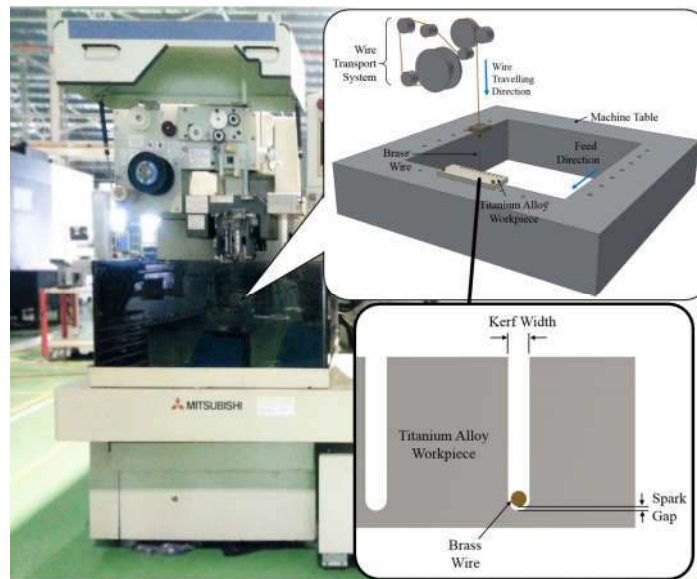 Wire
Transport
System
Wire
Travelling
Direction
Machine Table
Feed
Direction
Brass
Wire
Titanium Alloy
Workpiece
MITSUBISHI
Kerf Width
Titanium Alloy
Workpiece
Spark
Gap
Brass
Wire